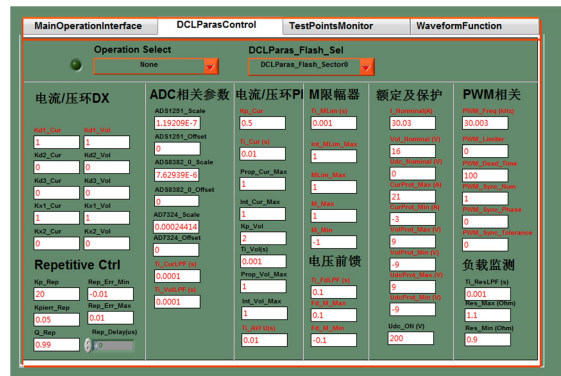 MainOperationInterface DCLParasControl TestPointsMonitor WaveformFunction
Operation Select DCLParas_Flash_Sel
None DCLParas_Flash_Sector0
电流/压环DX
Kd1_Cur Kd1_Vol
1 1
Kd2_Cur Kd2_Vol
0 0
Kd3_Cur Kd3_Vol
0 0
Kx1_Cur Kx1_Vol
1 1
Kx2_Cur Kx2_Vol
0 0
Repetitive Ctrl
Kp_Rep Rep_Err_Min
20 -0.01
Kpierr_Rep Rep_Err_Max
0.05 0.01
Q_Rep Rep_Delay(us)
0.99 0
ADC相关参数
ADS1251_Scale
1.19209E-7
ADS1251_Offset
0
ADS8382_0_Scale
7.62939E-6
ADS8382_0_Offset
0
AD7324_Scale
0.00024414
AD7324_Offset
0
Ti_CurLPF (s)
0.0001
Ti_VolLPF (s)
0.0001
电流/压环PI
Kp_Cur
0.5
Ti_Cur (s)
0.01
Prop_Cur_Max
1
Int_Cur_Max
1
Kp_Vol
2
Ti_Vol(s)
0.001
Prop_Vol_Max
1
Int_Vol_Max
1
Ti_AW U(s)
0.01
M限幅器
Ti_MLim (s)
0.001
Int_MLim_Max
1
MLim_Max
1
M_Max
1
M_Min
-1
电压前馈
Ti_FdLPF (s)
0.1
Fd_M_Max
0.1
Fd_M_Min
-0.1
额定及保护
I_Nominal(A)
30.03
Vol_Nominal (V)
16
Udc_Nominal (V)
0
CurProt_Max (A)
21
CurProt_Min (A)
-3
VolProt_Max (V)
9
VolProt_Min (V)
-9
UdcProt_Max (V)
9
UdcProt_Min (V)
-9
Udc_ON (V)
200
PWM相关
PWM_Freq (kHz)
30.003
PWM_Limiter
0
PWM_Dead_Time
100
PWM_Sync_Num
1
PWM_Sync_Phase
0
PWM_Sync_Tolerance
0
负载监测
Ti_ResLPF (s)
0.001
Res_Max (Ohm)
1.1
Res_Min (Ohm)
0.9